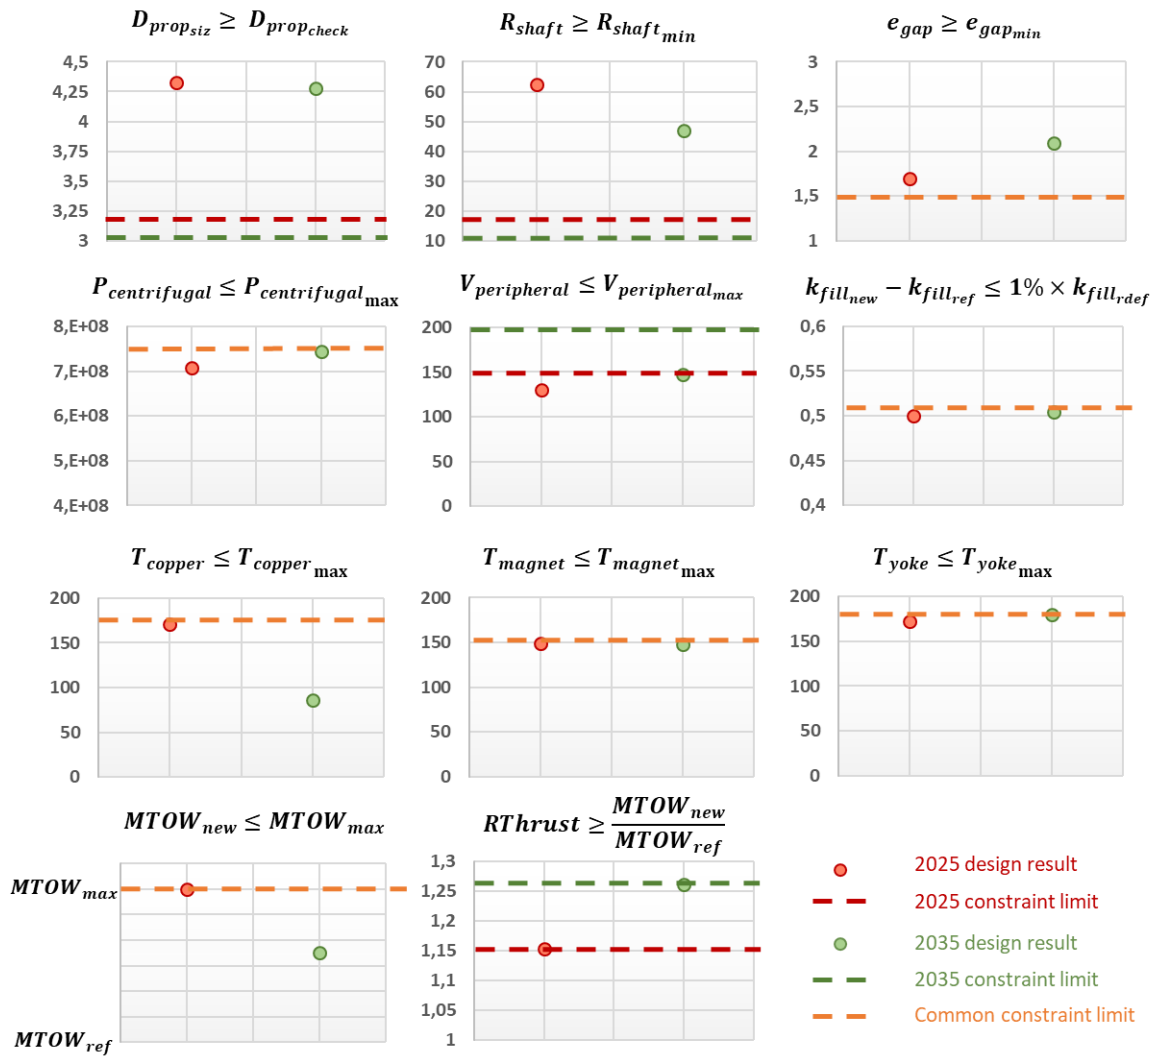 D_prop_siz ≥ D_prop_check
R_shaft ≥ R_shaft_min
e_gap ≥ e_gap_min
4,5
4,25
4
3,75
3,5
3,25
3
70
60
50
40
30
20
10
3
2,5
2
1,5
1
P_centrifugal ≤ P_centrifugal_max
V_peripheral ≤ V_peripheral_max
k_fill_new − k_fill_ref ≤ 1% × k_fill_rdef
8,E+08
7,E+08
6,E+08
5,E+08
4,E+08
200
150
100
50
0
0,6
0,55
0,5
0,45
0,4
T_copper ≤ T_copper_max
T_magnet ≤ T_magnet_max
T_yoke ≤ T_yoke_max
200
150
100
50
0
200
150
100
50
0
200
150
100
50
0
MTOW_new ≤ MTOW_max
RThrust ≥ MTOW_new / MTOW_ref
MTOW_max
MTOW_ref
1,3
1,25
1,2
1,15
1,1
1,05
1
2025 design result
2025 constraint limit
2035 design result
2035 constraint limit
Common constraint limit